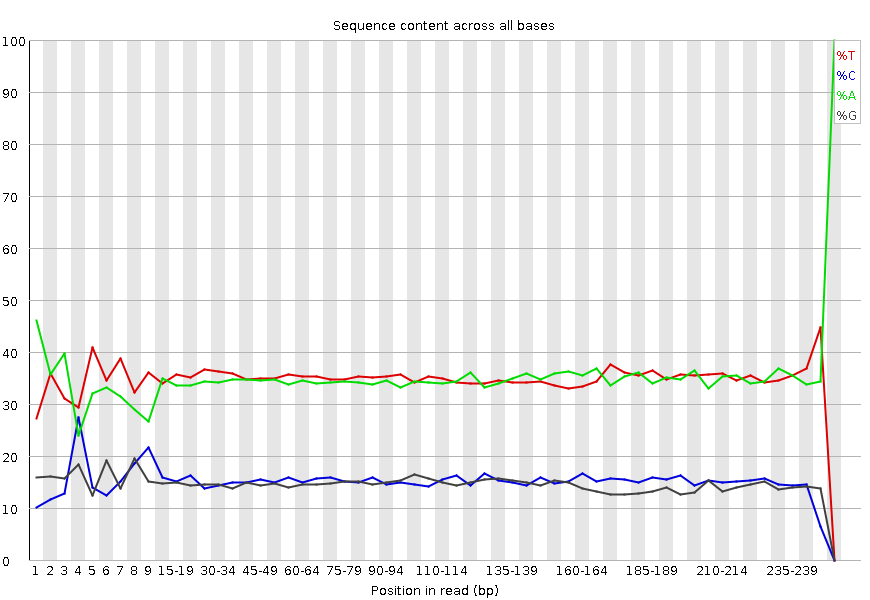 Sequence content across all bases
100
90
80
70
60
50
40
30
20
10
0
%T
%C
%A
%G
1 2 3 4 5 6 7 8 9 15-19 30-34 45-49 60-64 75-79 90-94 110-114 135-139 160-164 185-189 210-214 235-239
Position in read (bp)